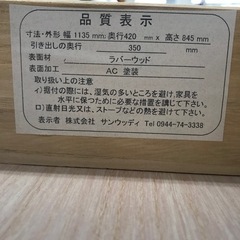 品質表示
寸法・外形 幅 1135 mm: 奥行420 mm x 高さ 845 mm
引き出しの奥行 350 mm
表面材 ラバーウッド
表面加工 AC 塗装
取り扱い上の注意
イ)据付の際には、湿気の多いところを避け、家具を
水平に保つために必要な措置を講じて下さい。
ロ)直射日光又は、ストーブなどの熱を避けて下さい。
表示者 株式会社 サンウッディ ℡ 0944-74-3338